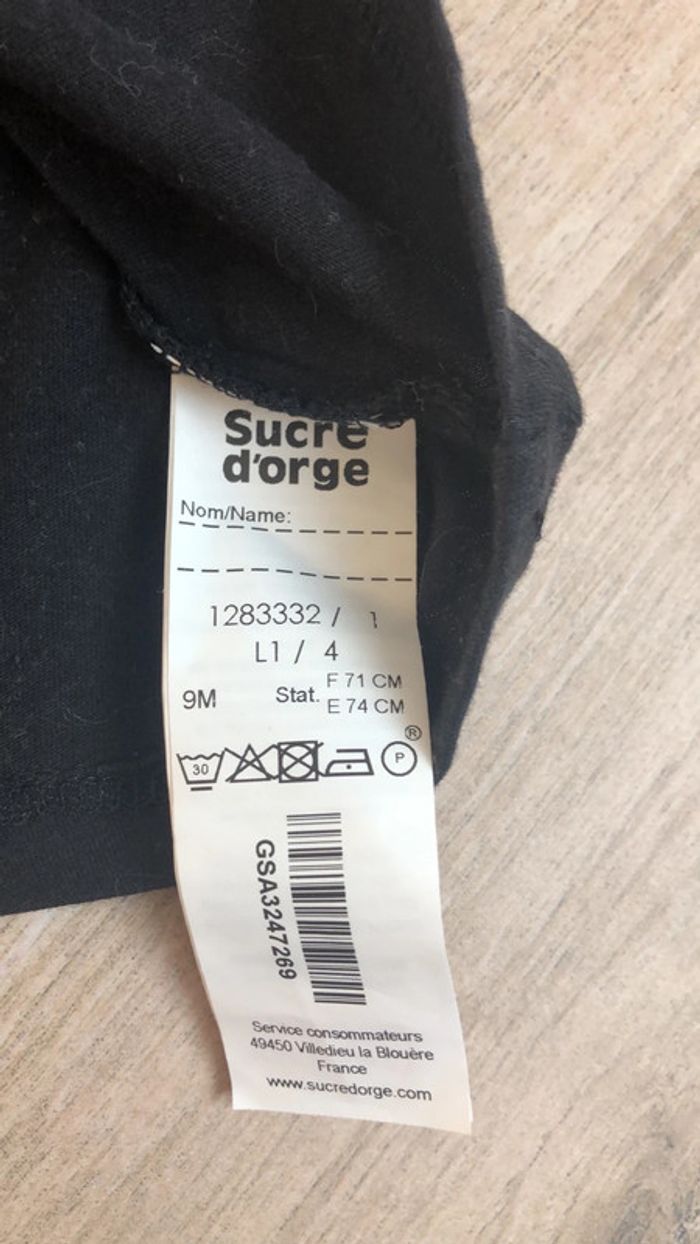 Sucre
d'orge
Nom/Name:
1283332 / 1
L1 / 4
9M Stat. F 71 CM
E 74 CM
®
30 P
GSA3247269
Service consommateurs
49450 Villedieu la Blouère
France
www.sucredorge.com